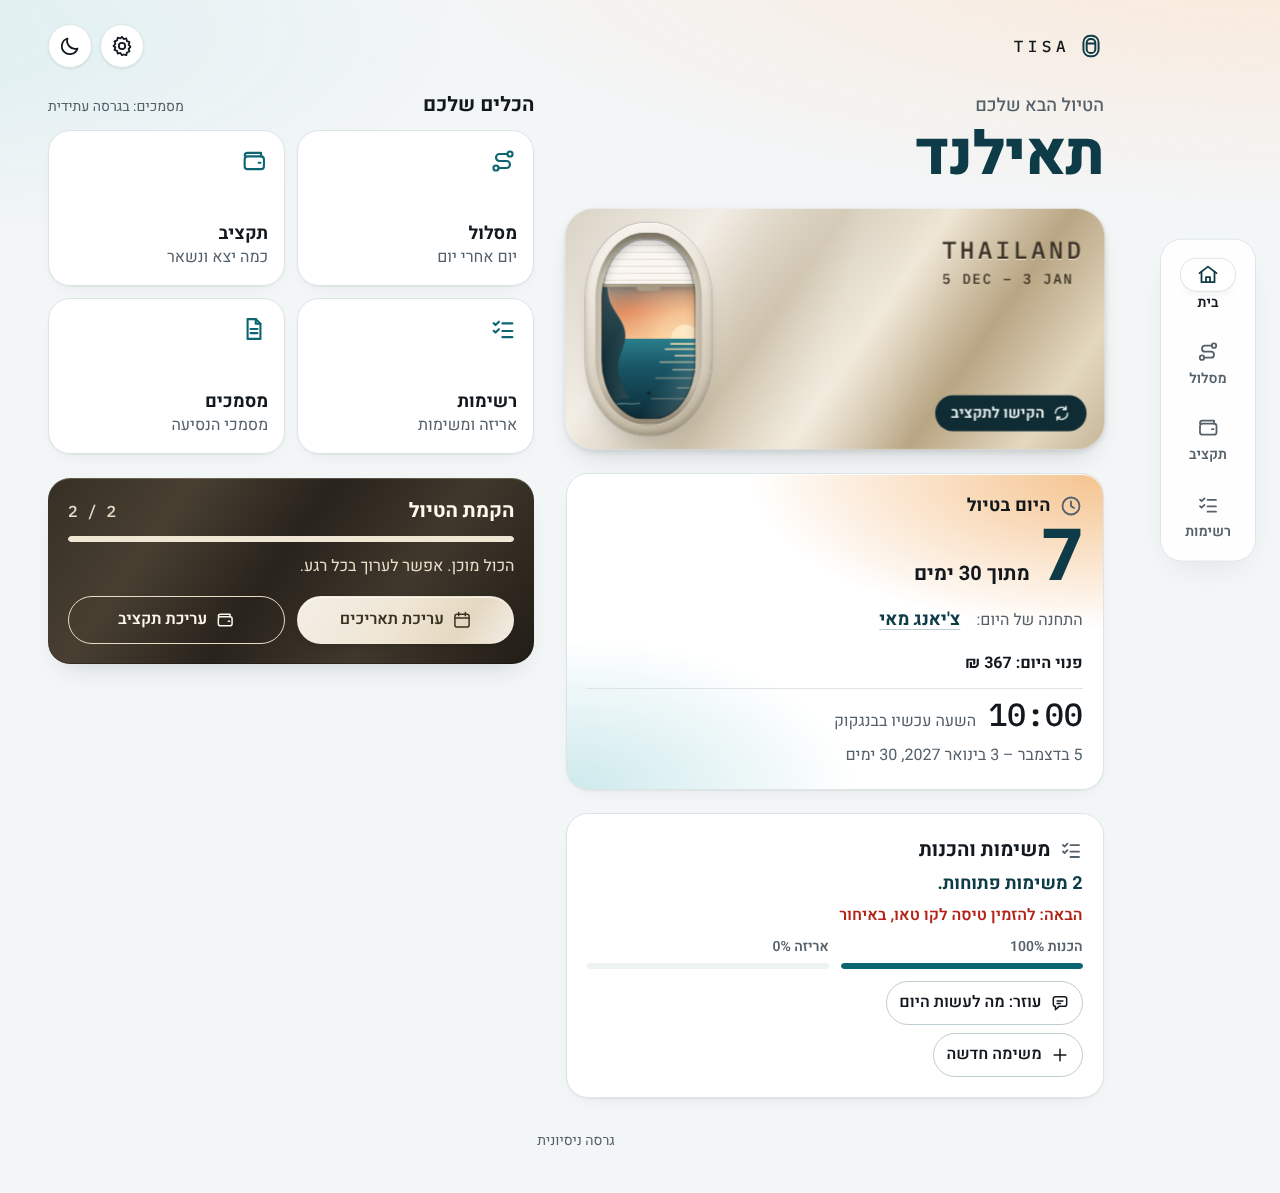 TISA
הטיול הבא שלכם
תאילנד
THAILAND
5 DEC – 3 JAN
הקישו לתקציב
היום בטיול
7 מתוך 30 ימים
התחנה של היום: צ'יאנג מאי
פנוי היום: 367 ₪
10:00 השעה עכשיו בבנגקוק
5 בדצמבר – 3 בינואר 2027, 30 ימים
משימות והכנות
2 משימות פתוחות.
הבאה: להזמין טיסה לקו טאו, באיחור
הכנות 100%
אריזה 0%
עוזר: מה לעשות היום
משימה חדשה
הכלים שלכם
מסמכים: בגרסה עתידית
מסלול
יום אחרי יום
תקציב
כמה יצא ונשאר
רשימות
אריזה ומשימות
מסמכים
מסמכי הנסיעה
הקמת הטיול
2 / 2
הכול מוכן. אפשר לערוך בכל רגע.
עריכת תאריכים
עריכת תקציב
בית
מסלול
תקציב
רשימות
גרסה ניסיונית